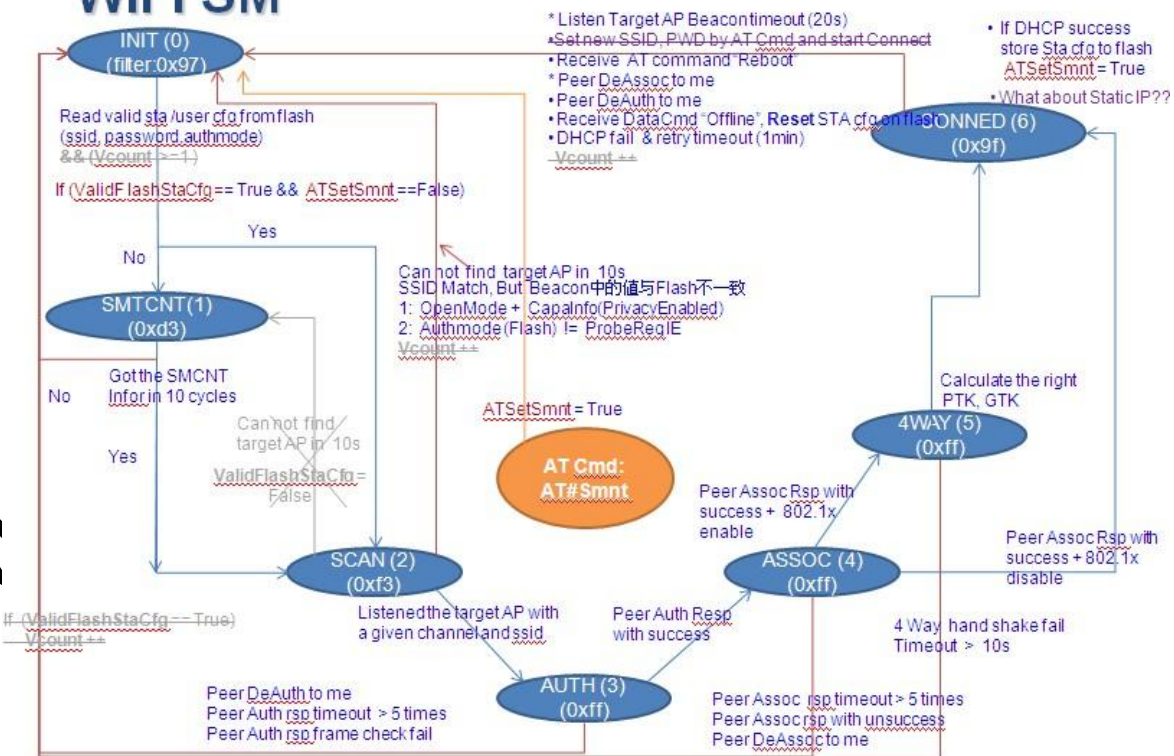 WIFI SM
INIT (0)
(filter:0x97)
* Listen Target AP Beacon timeout (20s)
•Set new SSID, PWD by AT Cmd and start Connect
• Receive AT command "Reboot"
* Peer DeAssoc to me
• Peer DeAuth to me
• Receive DataCmd "Offline", Reset STA cfg on flash
• DHCP fail & retry timeout (1min)
Vcount ++
• If DHCP success
store Sta cfg to flash
ATSetSmnt = True
• What about Static IP??
CONNED (6)
(0x9f)
Read valid sta /user cfg from flash
(ssid, password,authmode)
&& (Vcount >=1)
If (ValidFlashStaCfg == True && ATSetSmnt ==False)
Yes
No
SMTCNT(1)
(0xd3)
Can not find target AP in 10s
SSID Match, But Beacon中的値与Flash不一致
1: OpenMode + CapaInfo(PrivacyEnabled)
2: Authmode (Flash) != ProbeReqIE
Vcount ++
Got the SMCNT
Infor in 10 cycles
No
Yes
Can not find
target AP in 10s
ValidFlashStaCfg =
False
ATSetSmnt = True
AT Cmd:
AT#Smnt
Calculate the right
PTK, GTK
4WAY (5)
(0xff)
Peer Assoc Rsp with
success + 802.1x
enable
Peer Assoc Rsp with
success + 802.1x
disable
SCAN (2)
(0xf3)
ASSOC (4)
(0xff)
If (ValidFlashStaCfg == True)
Vcount ++
Listened the target AP with
a given channel and ssid
Peer Auth Resp
with success
4 Way hand shake fail
Timeout > 10s
AUTH (3)
(0xff)
Peer DeAuth to me
Peer Auth rsp timeout > 5 times
Peer Auth rsp frame check fail
Peer Assoc rsp timeout > 5 times
Peer Assoc rsp with unsuccess
Peer DeAssoc to me